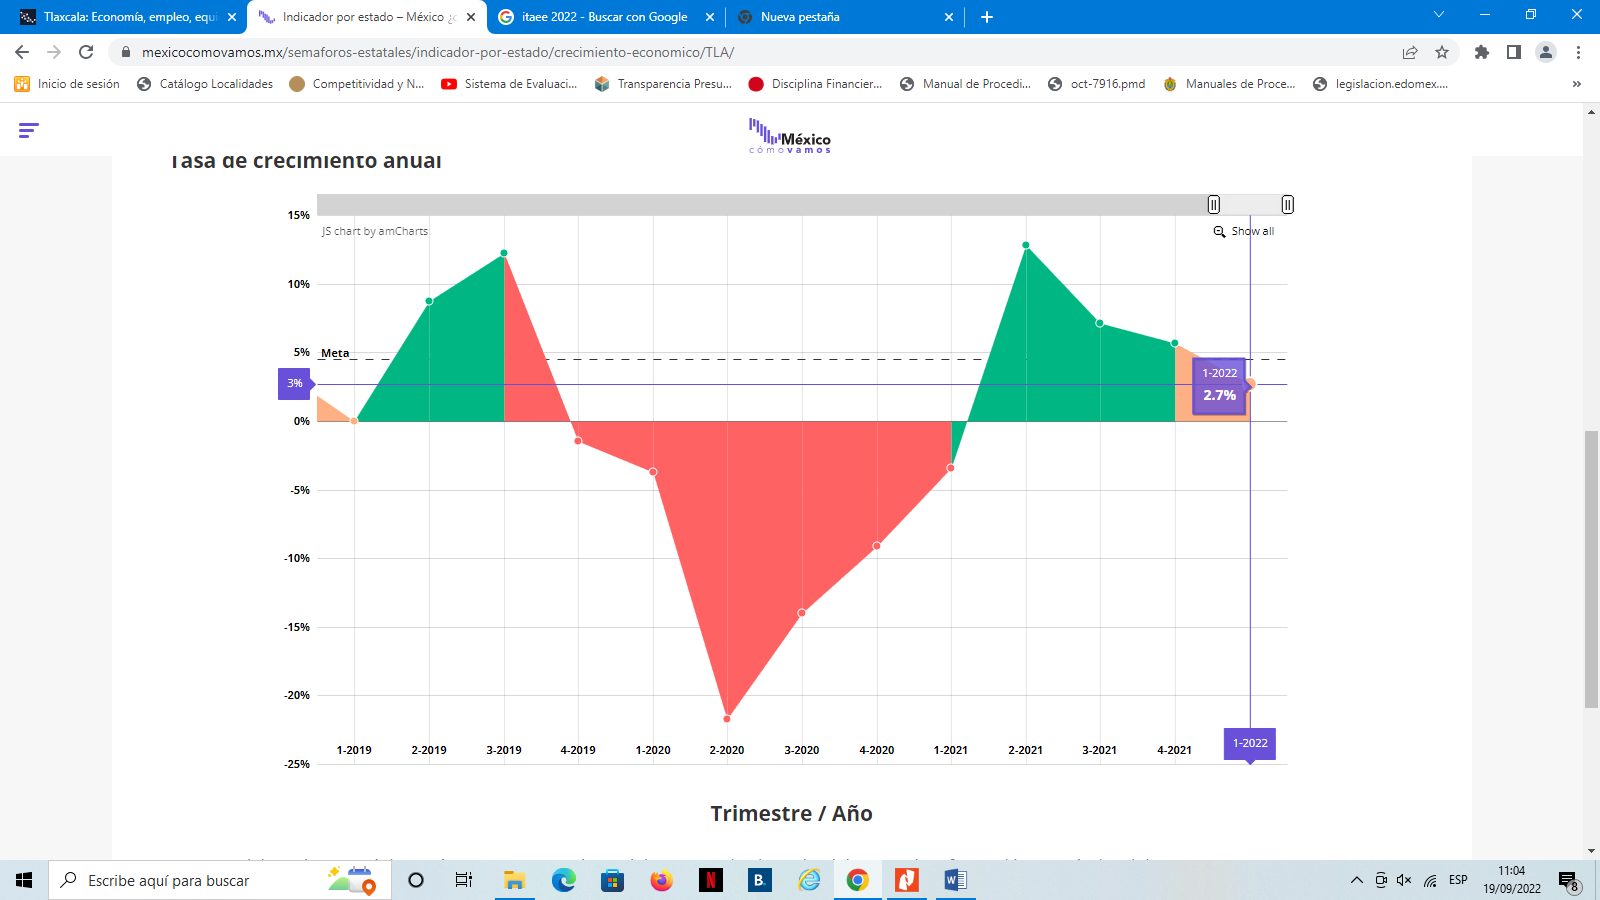 Tlaxcala: Economía, empleo, equi
Indicador por estado – México ¿c
itaee 2022 - Buscar con Google
Nueva pestaña
mexicocomovamos.mx/semaforos-estatales/indicador-por-estado/crecimiento-economico/TLA/
Inicio de sesión
Catálogo Localidades
Competitividad y N...
Sistema de Evaluaci...
Transparencia Presu...
Disciplina Financier...
Manual de Procedi...
oct-7916.pmd
Manuales de Proce...
legislacion.edomex....
»
México
cómovamos
Tasa de crecimiento anual
15%
JS chart by amCharts
Show all
10%
5%
Meta
1-2022
2.7%
3%
0%
-5%
-10%
-15%
-20%
1-2019
2-2019
3-2019
4-2019
1-2020
2-2020
3-2020
4-2020
1-2021
2-2021
3-2021
4-2021
1-2022
-25%
Trimestre / Año
Escribe aquí para buscar
N
B.
W
ESP
11:04
19/09/2022
8